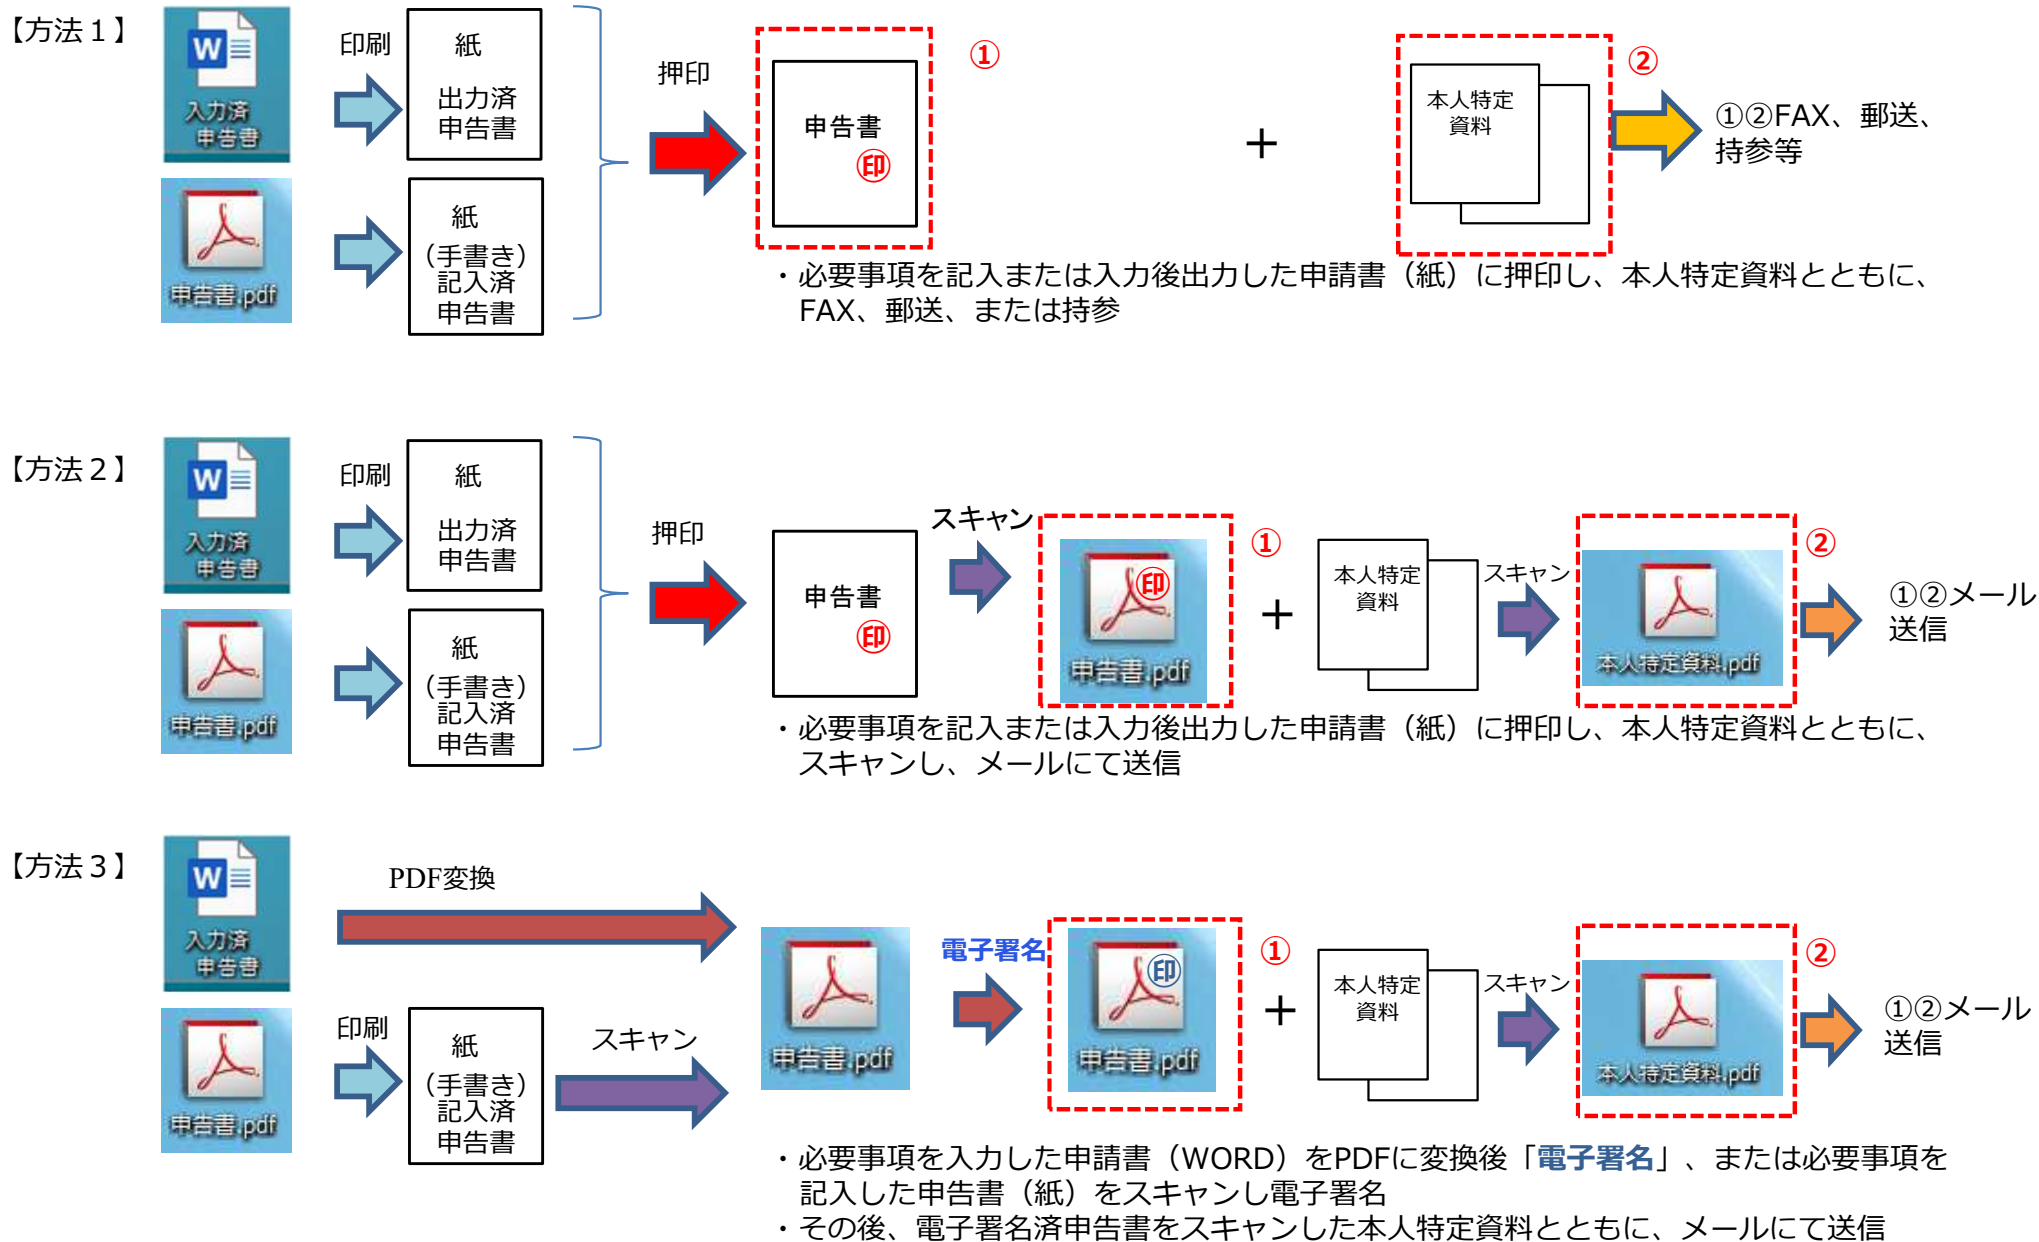 【方法１】
入力済
申告書
申告書.pdf
印刷
紙
出力済
申告書
紙
（手書き）
記入済
申告書
押印
申告書
㊞
①
＋
本人特定
資料
②
①②FAX、郵送、
持参等
・必要事項を記入または入力後出力した申請書（紙）に押印し、本人特定資料とともに、
FAX、郵送、または持参
【方法２】
入力済
申告書
申告書.pdf
印刷
紙
出力済
申告書
紙
（手書き）
記入済
申告書
押印
申告書
㊞
スキャン
㊞
申告書.pdf
①
＋
本人特定
資料
スキャン
本人特定資料.pdf
②
①②メール
送信
・必要事項を記入または入力後出力した申請書（紙）に押印し、本人特定資料とともに、
スキャンし、メールにて送信
【方法３】
入力済
申告書
申告書.pdf
PDF変換
印刷
紙
（手書き）
記入済
申告書
スキャン
申告書.pdf
電子署名
㊞
申告書.pdf
①
＋
本人特定
資料
スキャン
本人特定資料.pdf
②
①②メール
送信
・必要事項を入力した申請書（WORD）をPDFに変換後「電子署名」、または必要事項を
記入した申告書（紙）をスキャンし電子署名
・その後、電子署名済申告書をスキャンした本人特定資料とともに、メールにて送信